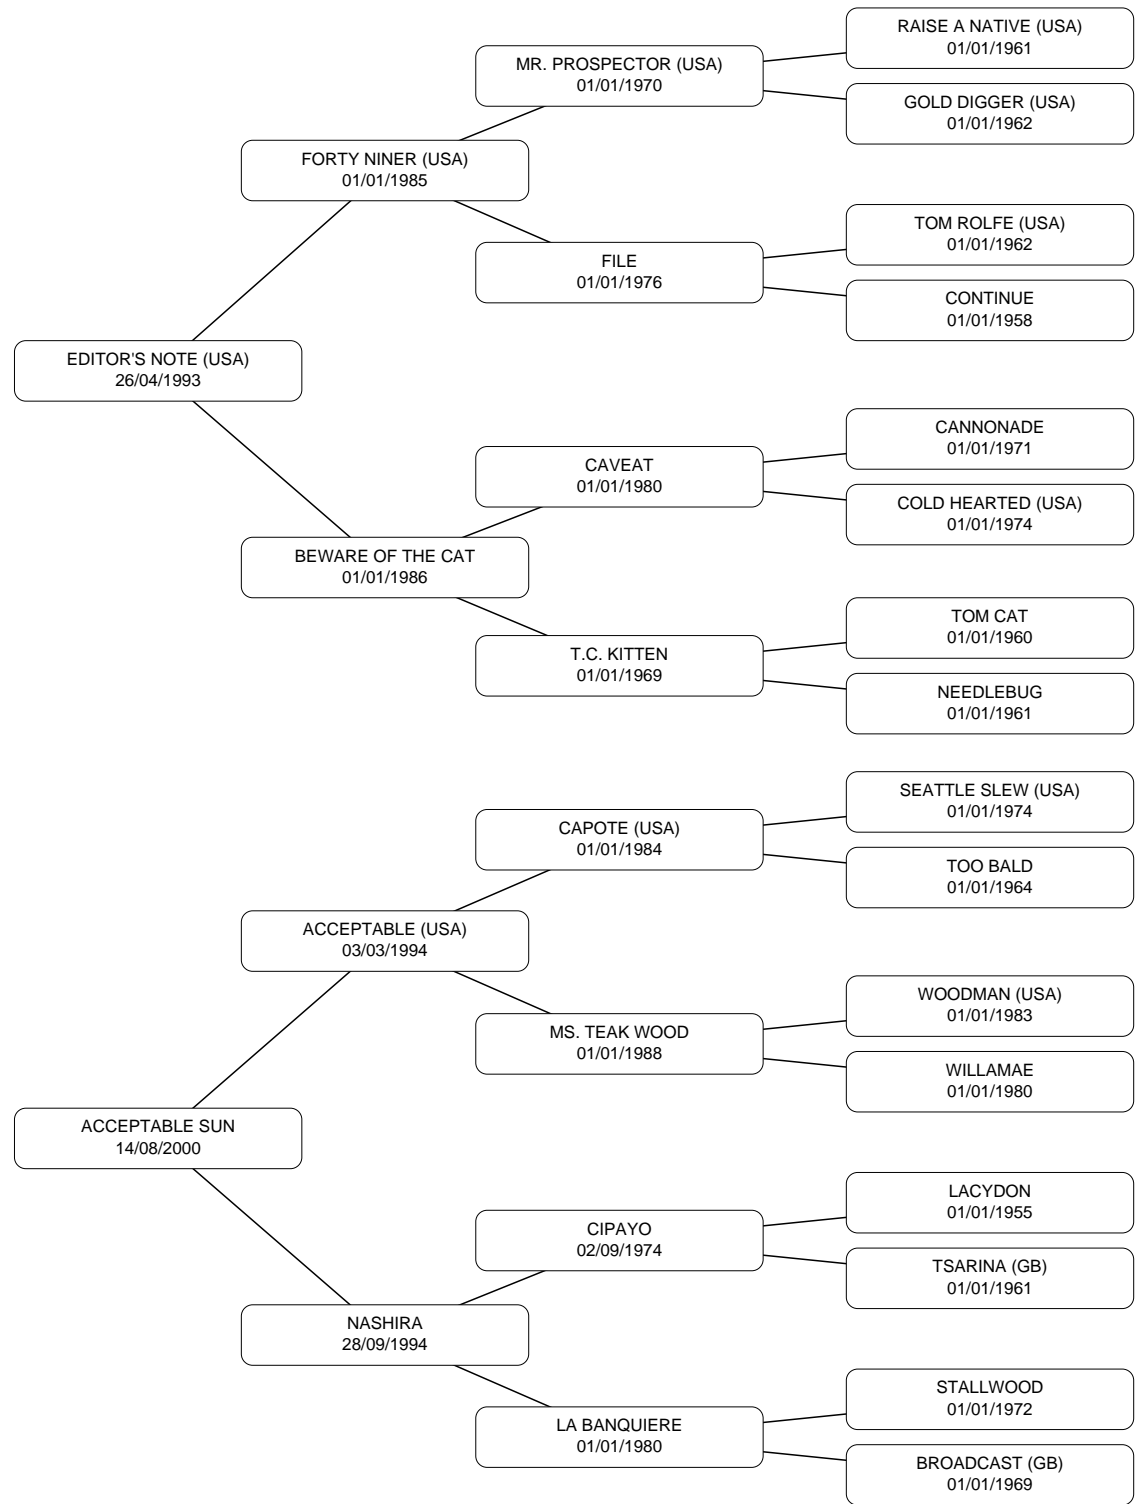 RAISE A NATIVE (USA)
01/01/1961
MR. PROSPECTOR (USA)
01/01/1970
GOLD DIGGER (USA)
01/01/1962
FORTY NINER (USA)
01/01/1985
TOM ROLFE (USA)
01/01/1962
FILE
01/01/1976
CONTINUE
01/01/1958
EDITOR'S NOTE (USA)
26/04/1993
CANNONADE
01/01/1971
CAVEAT
01/01/1980
COLD HEARTED (USA)
01/01/1974
BEWARE OF THE CAT
01/01/1986
TOM CAT
01/01/1960
T.C. KITTEN
01/01/1969
NEEDLEBUG
01/01/1961
SEATTLE SLEW (USA)
01/01/1974
CAPOTE (USA)
01/01/1984
TOO BALD
01/01/1964
ACCEPTABLE (USA)
03/03/1994
WOODMAN (USA)
01/01/1983
MS. TEAK WOOD
01/01/1988
WILLAMAE
01/01/1980
ACCEPTABLE SUN
14/08/2000
LACYDON
01/01/1955
CIPAYO
02/09/1974
TSARINA (GB)
01/01/1961
NASHIRA
28/09/1994
STALLWOOD
01/01/1972
LA BANQUIERE
01/01/1980
BROADCAST (GB)
01/01/1969